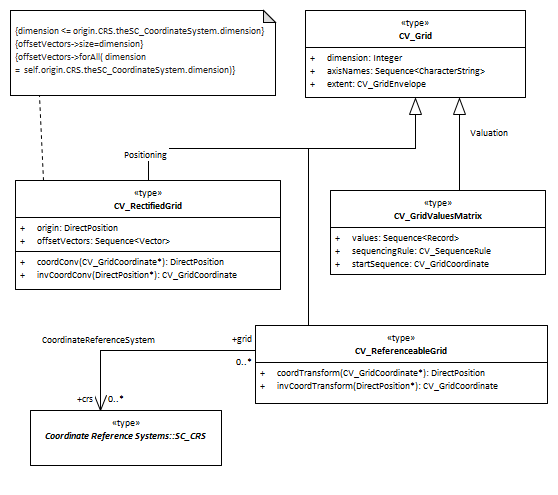 {dimension <= origin.CRS.theSC_CoordinateSystem.dimension}
{offsetVectors->size=dimension}
{offsetVectors->forAll( dimension
= self.origin.CRS.theSC_CoordinateSystem.dimension)}
«type»
CV_Grid
+ dimension: Integer
+ axisNames: Sequence<CharacterString>
+ extent: CV_GridEnvelope
Valuation
Positioning
«type»
CV_RectifiedGrid
+ origin: DirectPosition
+ offsetVectors: Sequence<Vector>
+ coordConv(CV_GridCoordinate*): DirectPosition
+ invCoordConv(DirectPosition*): CV_GridCoordinate
«type»
CV_GridValuesMatrix
+ values: Sequence<Record>
+ sequencingRule: CV_SequenceRule
+ startSequence: CV_GridCoordinate
CoordinateReferenceSystem
+grid
0..*
«type»
CV_ReferenceableGrid
+ coordTransform(CV_GridCoordinate*): DirectPosition
+ invCoordTransform(DirectPosition*): CV_GridCoordinate
+crs
0..*
«type»
Coordinate Reference Systems::SC_CRS